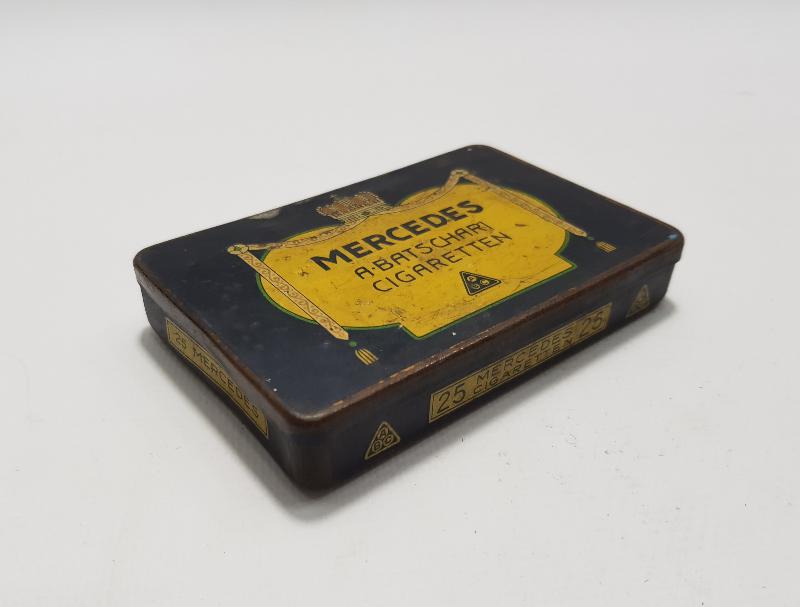 MERCEDES
A·BATSCHARI
CIGARETTEN
25 MERCEDES
25 MERCEDES CIGARETTEN 25
A
B C